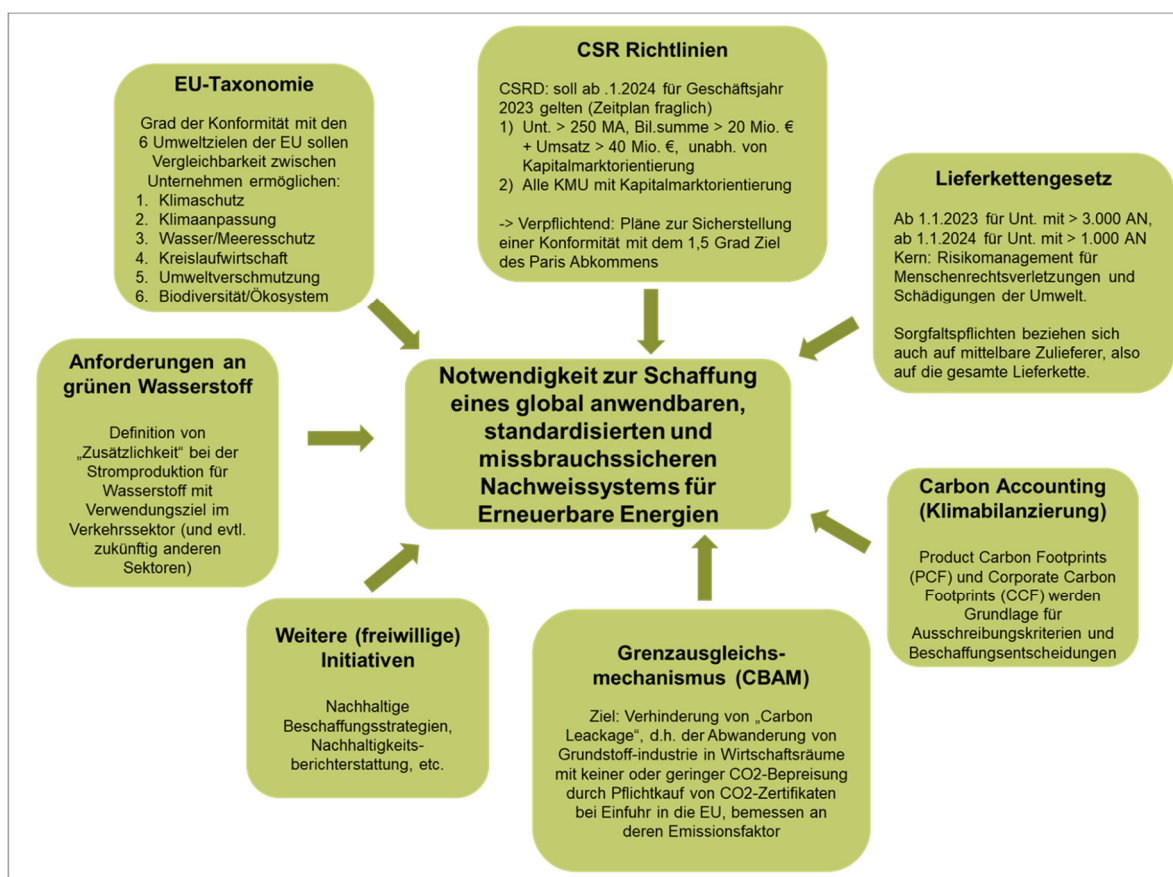 EU-Taxonomie
Grad der Konformität mit den
6 Umweltzielen der EU sollen
Vergleichbarkeit zwischen
Unternehmen ermöglichen:
1. Klimaschutz
2. Klimaanpassung
3. Wasser/Meeresschutz
4. Kreislaufwirtschaft
5. Umweltverschmutzung
6. Biodiversität/Ökosystem
CSR Richtlinien
CSRD: soll ab .1.2024 für Geschäftsjahr
2023 gelten (Zeitplan fraglich)
1) Unt. > 250 MA, Bil.summe > 20 Mio. €
+ Umsatz > 40 Mio. €, unabh. von
Kapitalmarktorientierung
2) Alle KMU mit Kapitalmarktorientierung
-> Verpflichtend: Pläne zur Sicherstellung
einer Konformität mit dem 1,5 Grad Ziel
des Paris Abkommens
Lieferkettengesetz
Ab 1.1.2023 für Unt. mit > 3.000 AN,
ab 1.1.2024 für Unt. mit > 1.000 AN
Kern: Risikomanagement für
Menschenrechtsverletzungen und
Schädigungen der Umwelt.
Sorgfaltspflichten beziehen sich
auch auf mittelbare Zulieferer, also
auf die gesamte Lieferkette.
Anforderungen an
grünen Wasserstoff
Definition von
„Zusätzlichkeit“ bei der
Stromproduktion für
Wasserstoff mit
Verwendungsziel im
Verkehrssektor (und evtl.
zukünftig anderen
Sektoren)
Notwendigkeit zur Schaffung
eines global anwendbaren,
standardisierten und
missbrauchssicheren
Nachweissystems für
Erneuerbare Energien
Carbon Accounting
(Klimabilanzierung)
Product Carbon Footprints
(PCF) und Corporate Carbon
Footprints (CCF) werden
Grundlage für
Ausschreibungskriterien und
Beschaffungsentscheidungen
Weitere (freiwillige)
Initiativen
Nachhaltige
Beschaffungsstrategien,
Nachhaltigkeits-
berichterstattung, etc.
Grenzausgleichs-
mechanismus (CBAM)
Ziel: Verhinderung von „Carbon
Leackage“, d.h. der Abwanderung von
Grundstoff-industrie in Wirtschaftsräume
mit keiner oder geringer CO2-Bepreisung
durch Pflichtkauf von CO2-Zertifikaten
bei Einfuhr in die EU, bemessen an
deren Emissionsfaktor